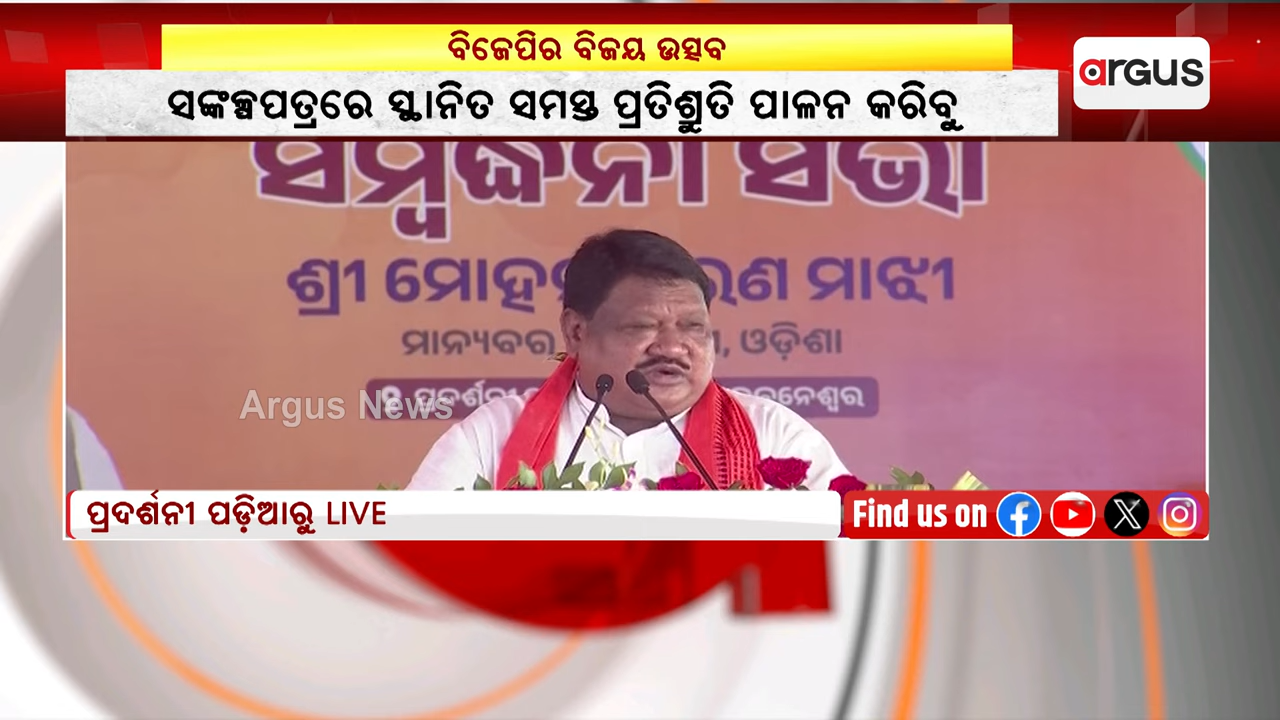 ବିଜେପିର ବିଜୟ ଉତ୍ସବ
ସଙ୍କଳ୍ପପତ୍ରରେ ସ୍ଥାନିତ ସମସ୍ତ ପ୍ରତିଶ୍ରୁତି ପାଳନ କରିବୁ
argus
ସମ୍ବର୍ଦ୍ଧନା ସଭା
ଶ୍ରୀ ମୋହ ରଣ ମାଝୀ
ମାନ୍ୟବର , ଓଡ଼ିଶା
Argus News
ପ୍ରଦର୍ଶନୀ ପଡ଼ିଆରୁ LIVE
Find us on